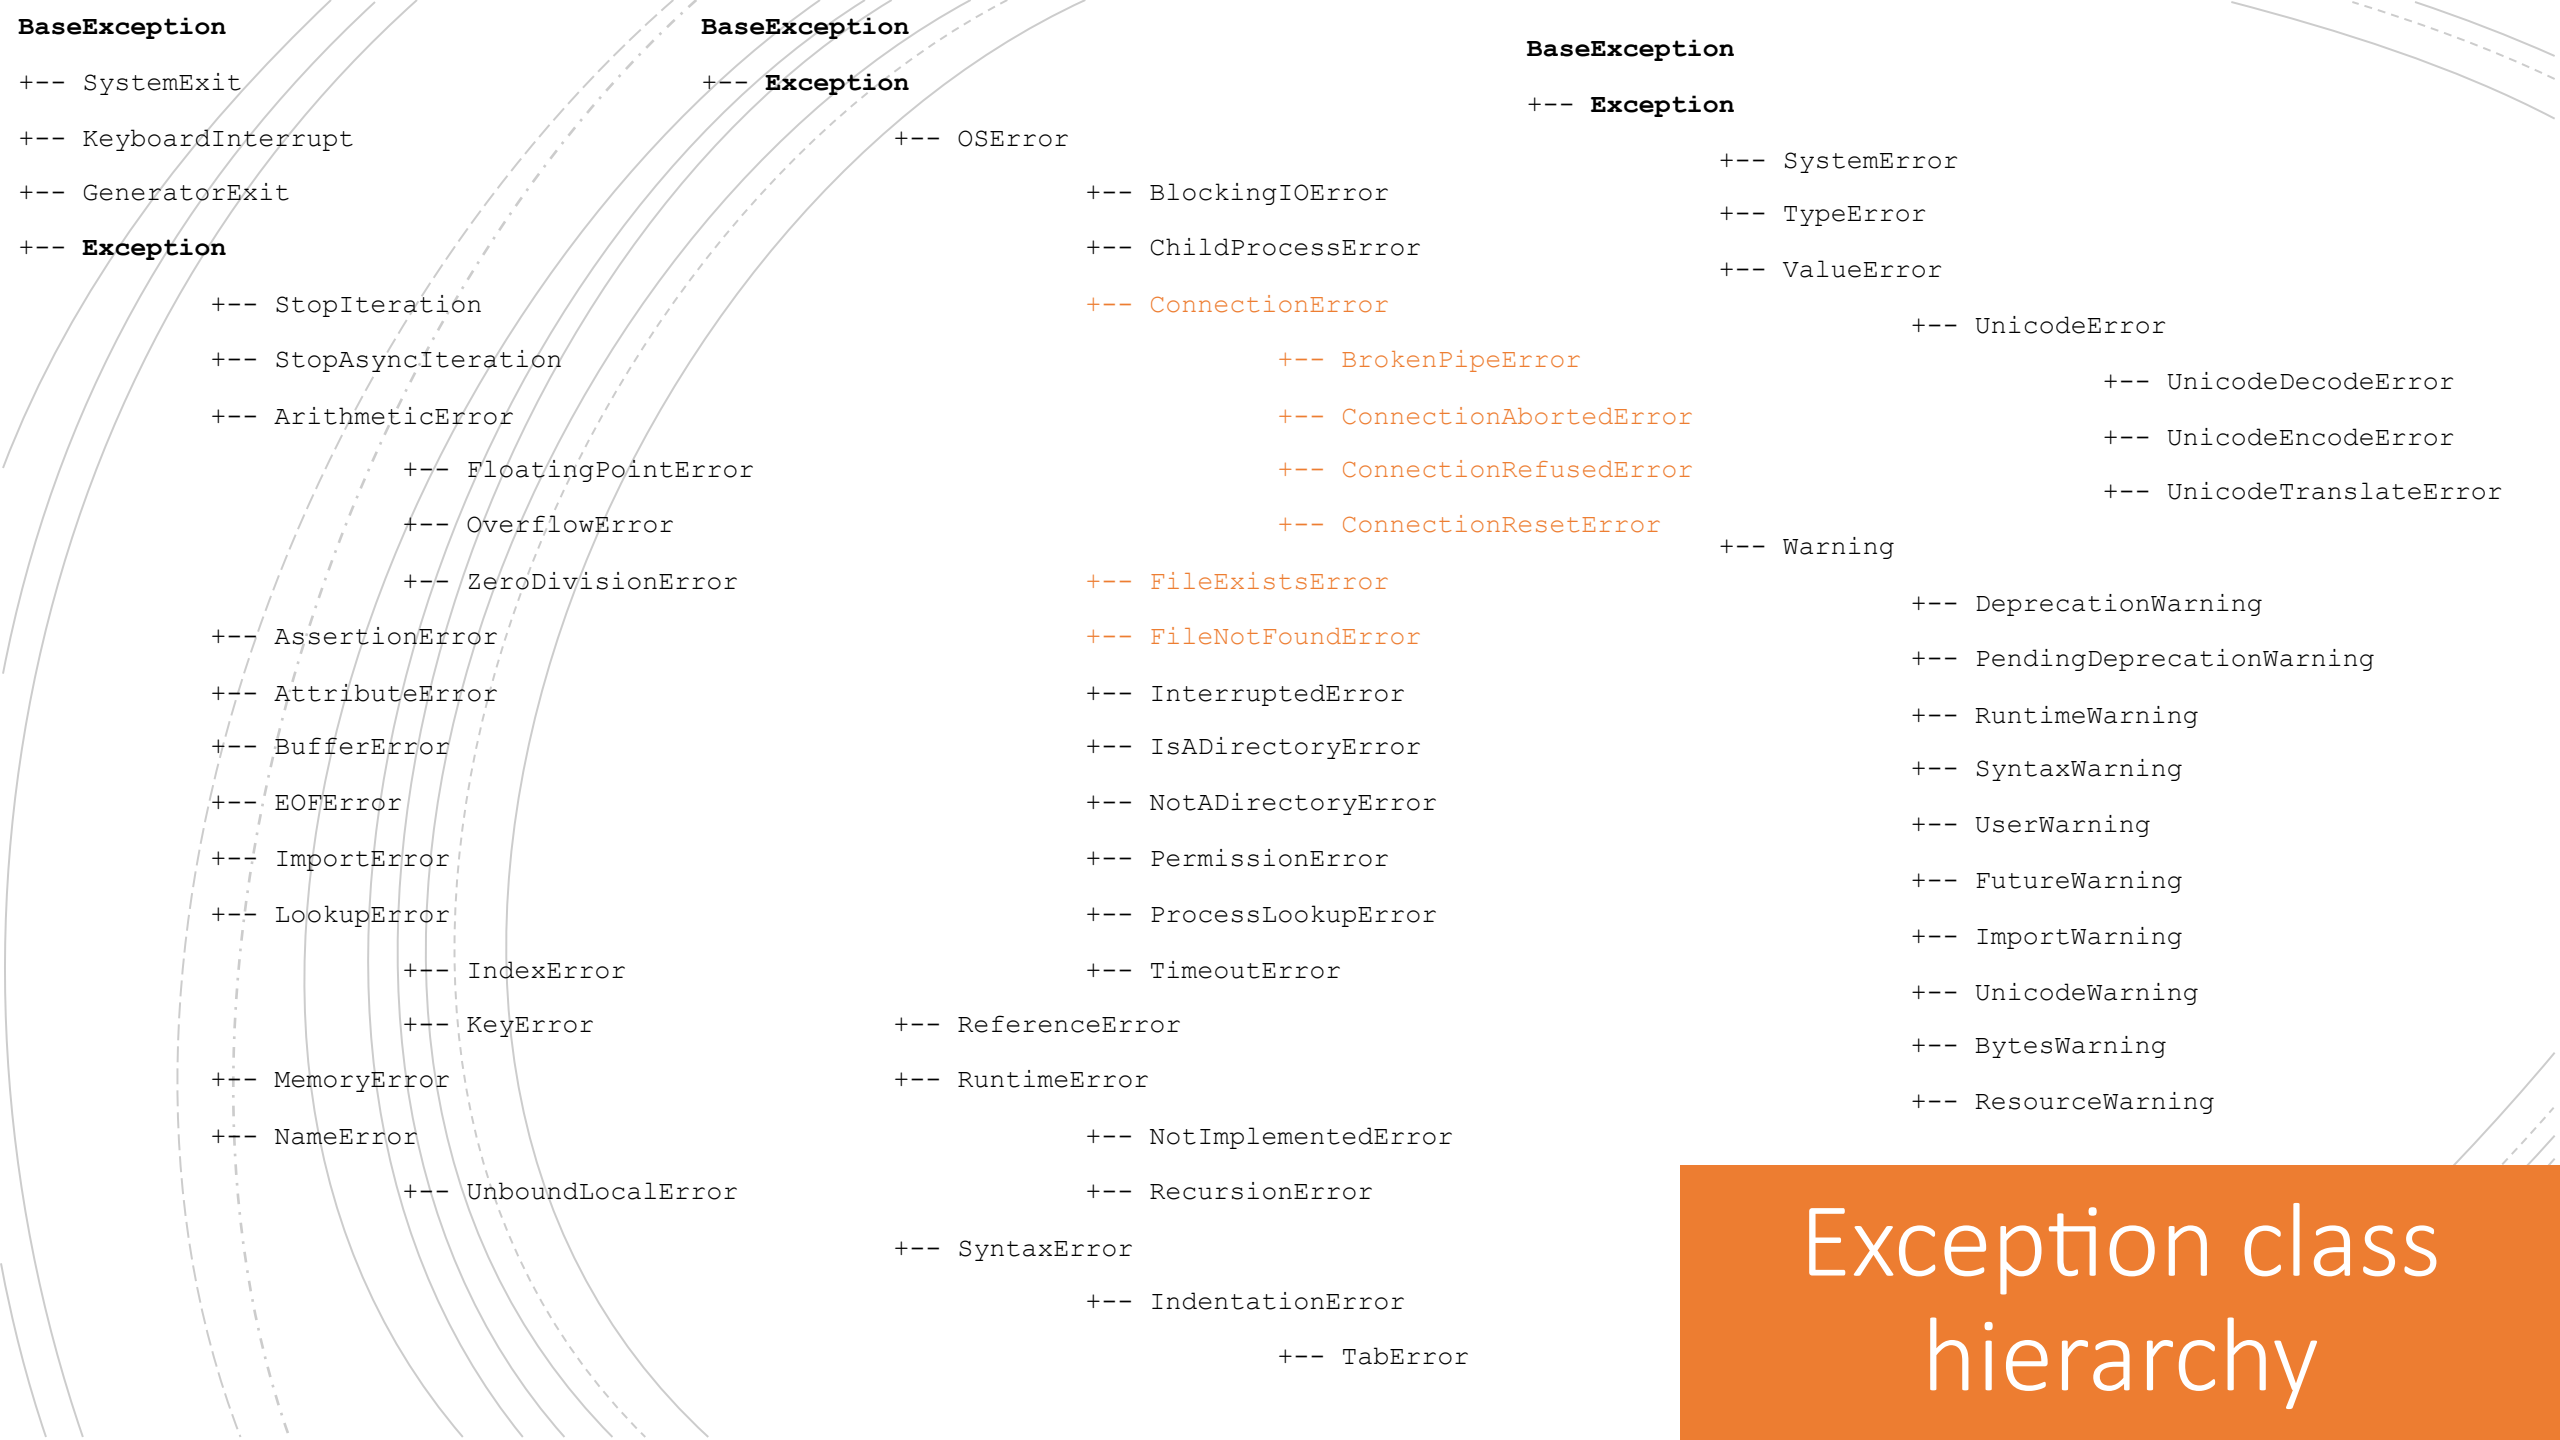 BaseException
+-- SystemExit
+-- KeyboardInterrupt
+-- GeneratorExit
+-- Exception
+-- StopIteration
+-- StopAsyncIteration
+-- ArithmeticError
+-- FloatingPointError
+-- OverflowError
+-- ZeroDivisionError
+-- AssertionError
+-- AttributeError
+-- BufferError
+-- EOFError
+-- ImportError
+-- LookupError
+-- IndexError
+-- KeyError
+-- MemoryError
+-- NameError
+-- UnboundLocalError
BaseException
+-- Exception
+-- OSError
+-- BlockingIOError
+-- ChildProcessError
+-- ConnectionError
+-- BrokenPipeError
+-- ConnectionAbortedError
+-- ConnectionRefusedError
+-- ConnectionResetError
+-- FileExistsError
+-- FileNotFoundError
+-- InterruptedError
+-- IsADirectoryError
+-- NotADirectoryError
+-- PermissionError
+-- ProcessLookupError
+-- TimeoutError
+-- ReferenceError
+-- RuntimeError
+-- NotImplementedError
+-- RecursionError
+-- SyntaxError
+-- IndentationError
+-- TabError
BaseException
+-- Exception
+-- SystemError
+-- TypeError
+-- ValueError
+-- UnicodeError
+-- UnicodeDecodeError
+-- UnicodeEncodeError
+-- UnicodeTranslateError
+-- Warning
+-- DeprecationWarning
+-- PendingDeprecationWarning
+-- RuntimeWarning
+-- SyntaxWarning
+-- UserWarning
+-- FutureWarning
+-- ImportWarning
+-- UnicodeWarning
+-- BytesWarning
+-- ResourceWarning
Exception class
hierarchy